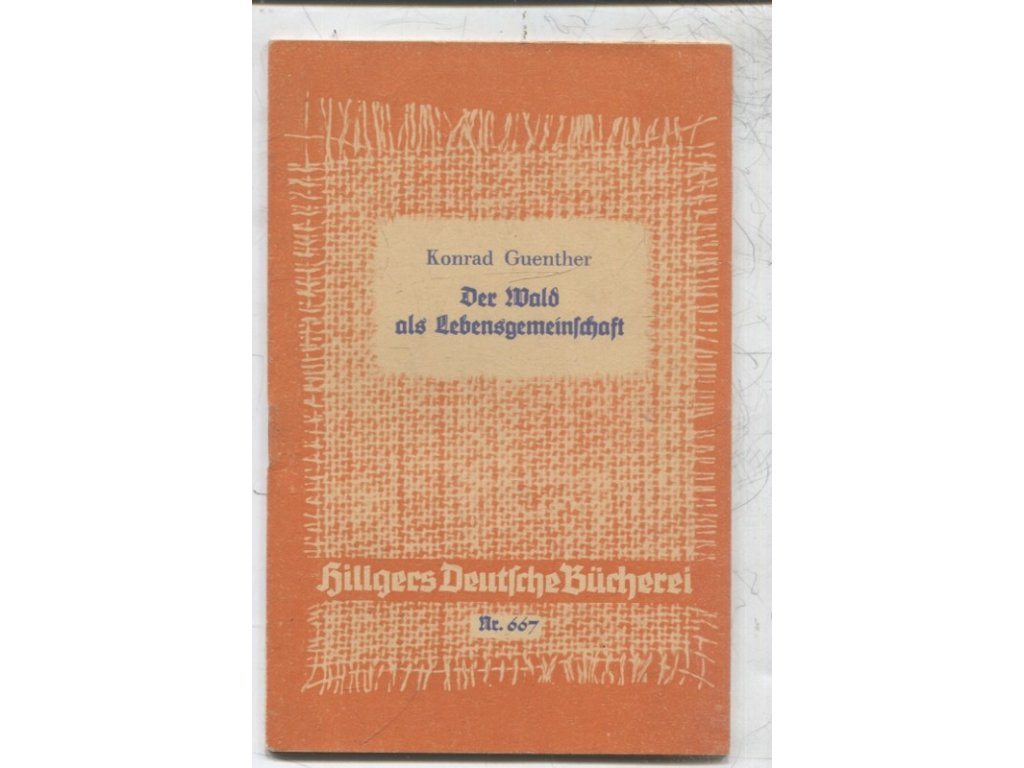 Konrad Guenther
Der Wald
als Lebensgemeinschaft
Hillgers Deutsche Bücherei
Nr. 667